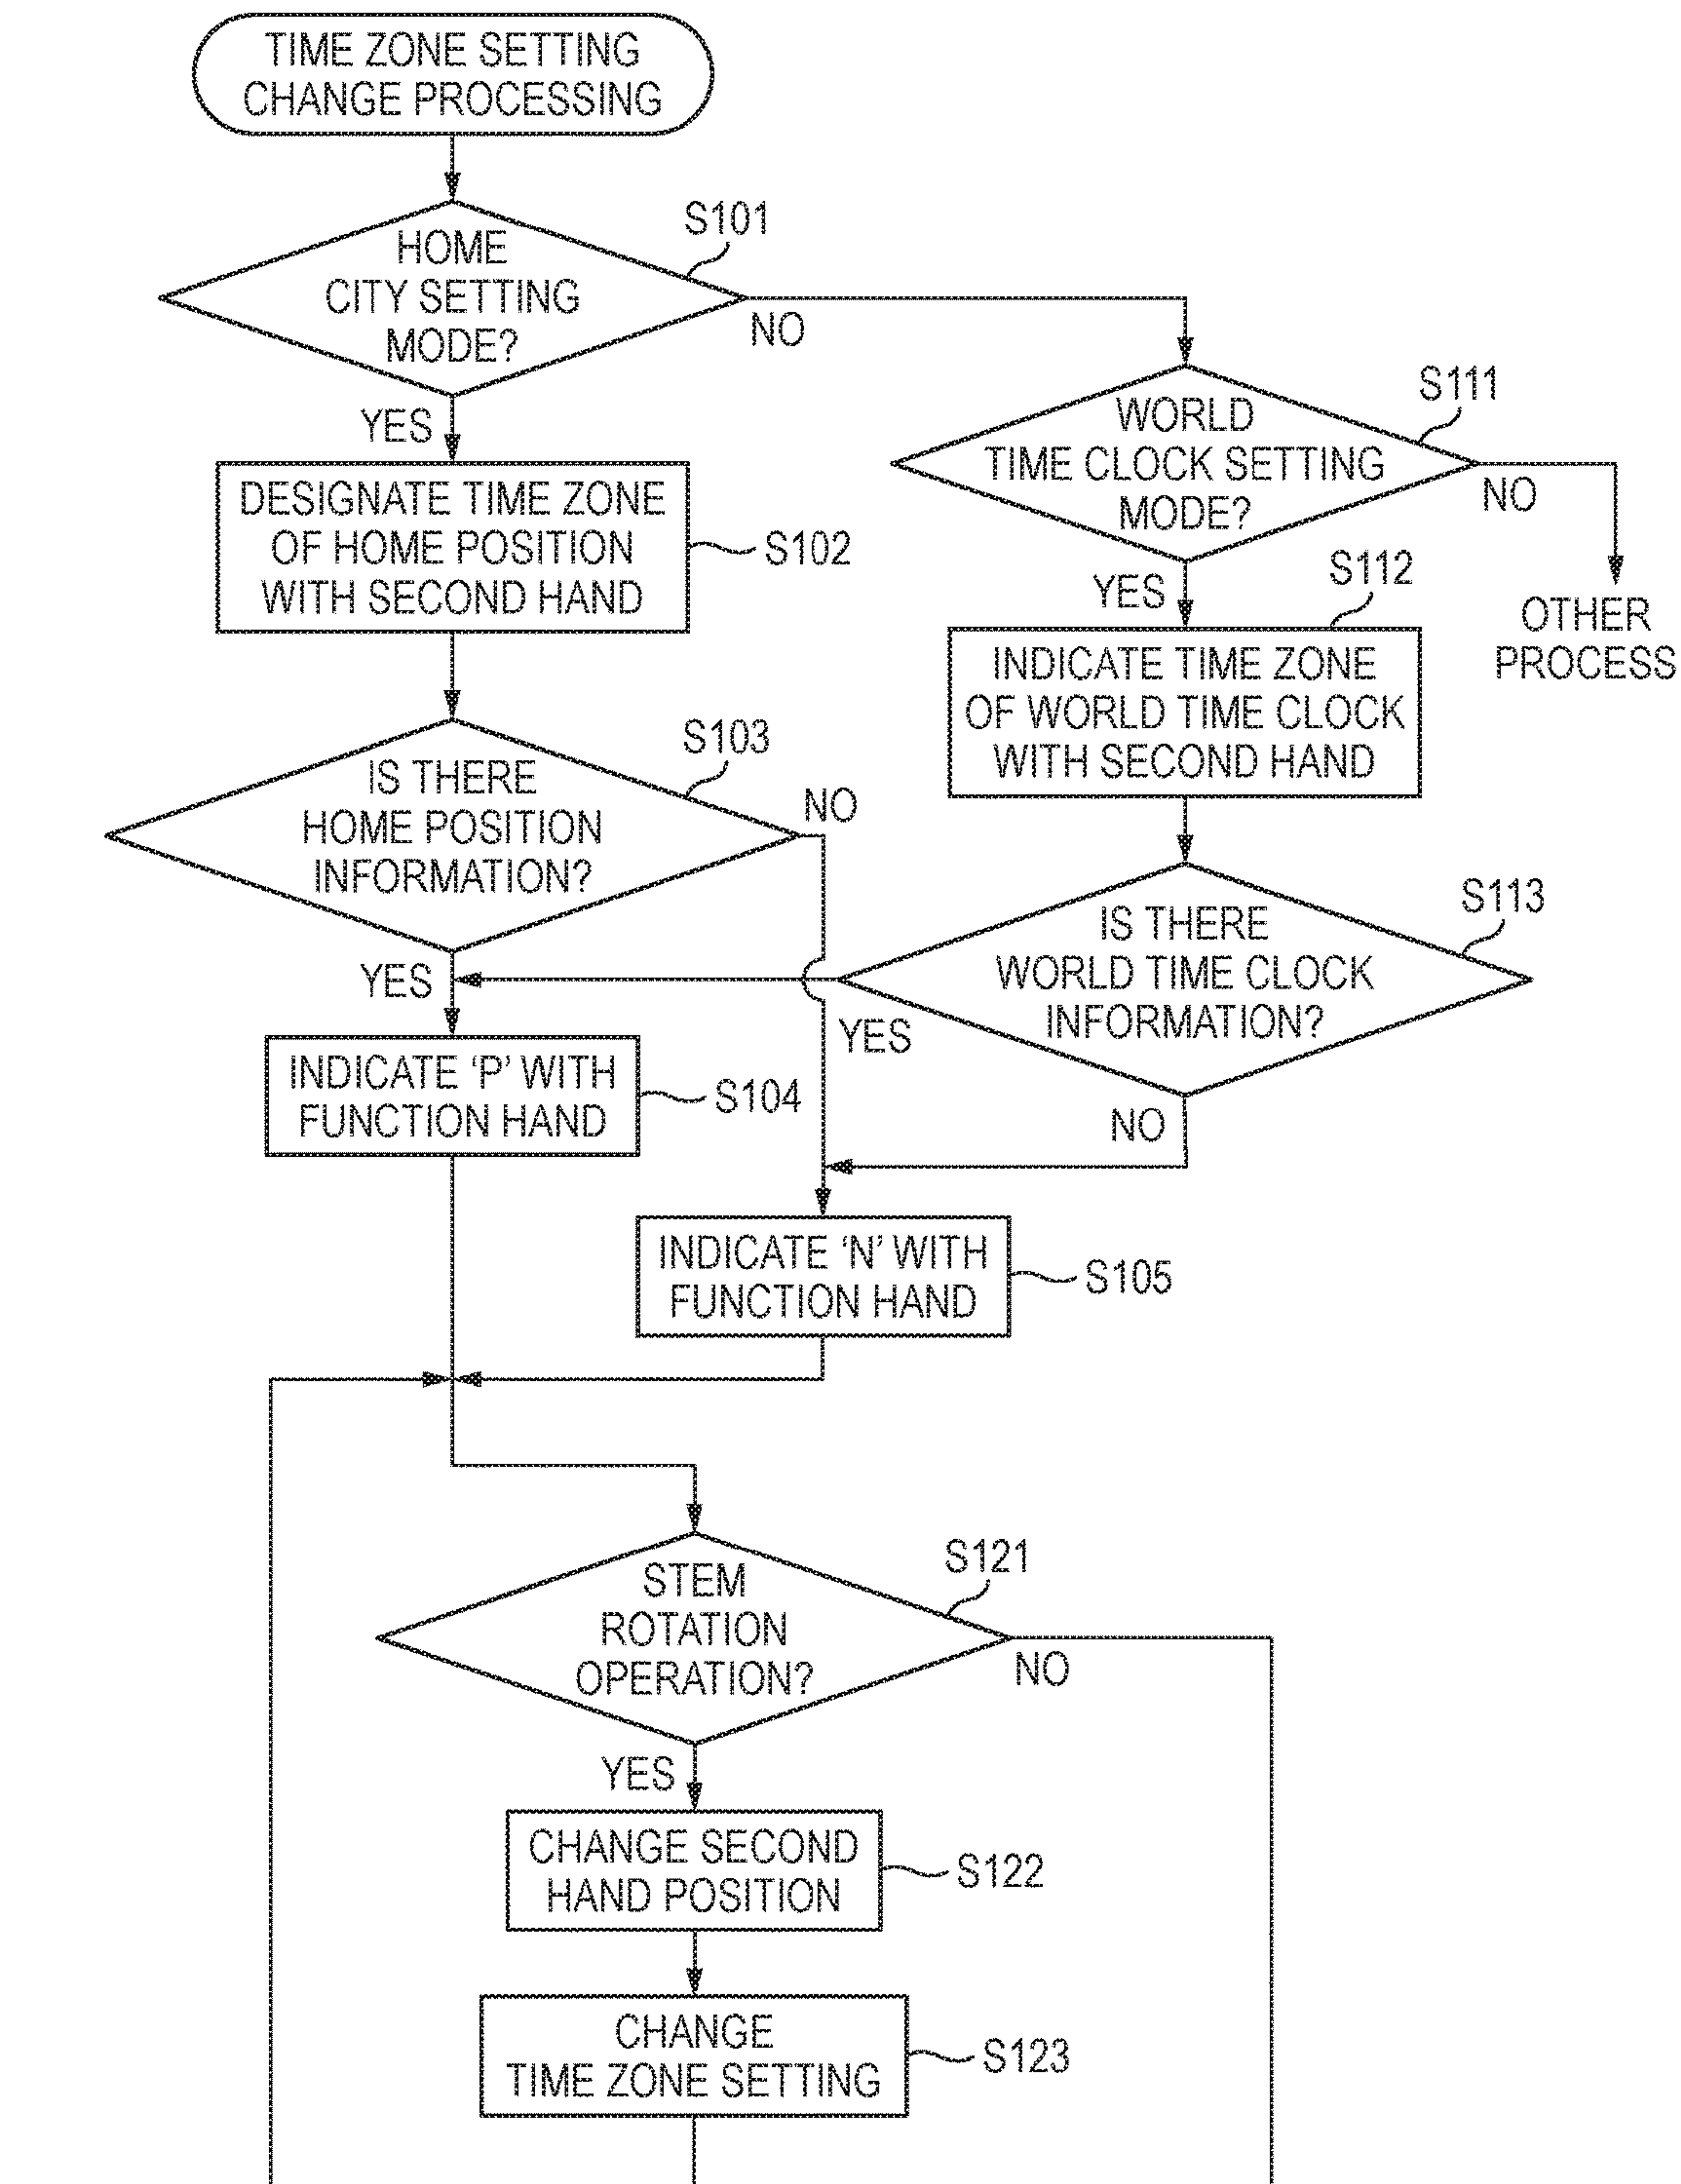 TIME ZONE SETTING
CHANGE PROCESSING
S101
HOME
CITY SETTING
MODE?
NO
YES
S111
WORLD
TIME CLOCK SETTING
MODE?
NO
YES
OTHER
PROCESS
DESIGNATE TIME ZONE
OF HOME POSITION
WITH SECOND HAND
S102
S112
INDICATE TIME ZONE
OF WORLD TIME CLOCK
WITH SECOND HAND
S103
IS THERE
HOME POSITION
INFORMATION?
NO
YES
S113
IS THERE
WORLD TIME CLOCK
INFORMATION?
YES
NO
INDICATE ‘P’ WITH
FUNCTION HAND
S104
INDICATE ‘N’ WITH
FUNCTION HAND
S105
S121
STEM
ROTATION
OPERATION?
NO
YES
CHANGE SECOND
HAND POSITION
S122
CHANGE
TIME ZONE SETTING
S123